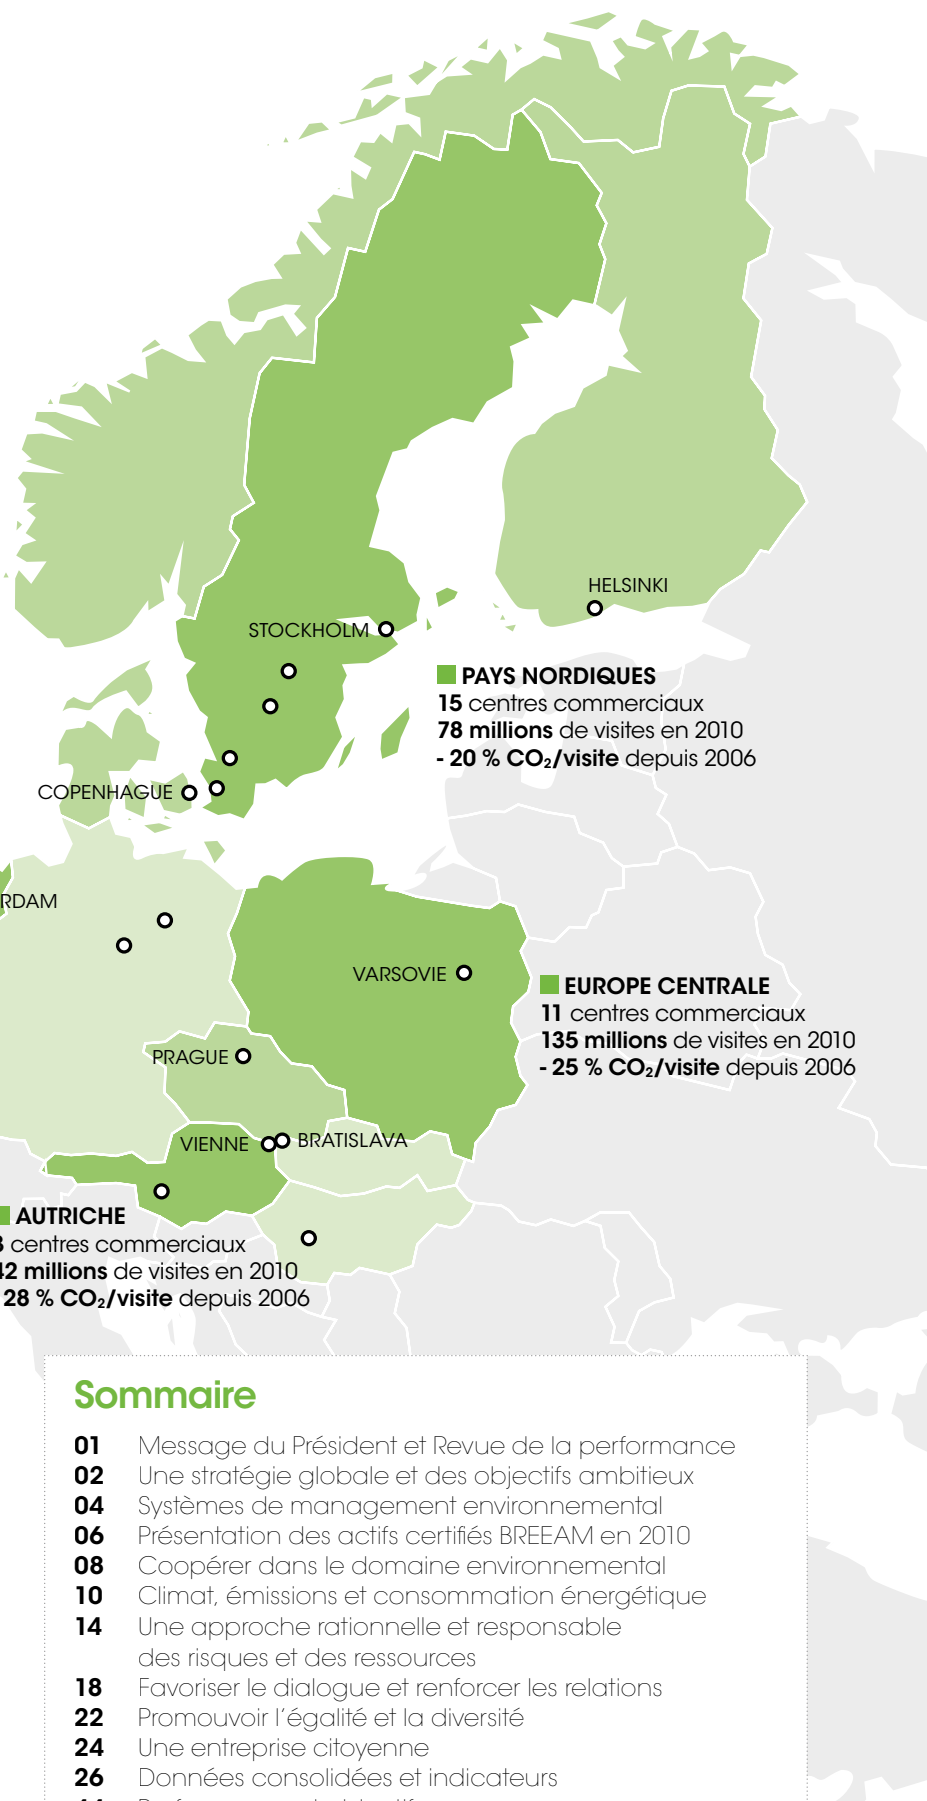 HELSINKI
STOCKHOLM
PAYS NORDIQUES
15 centres commerciaux
78 millions de visites en 2010
- 20 % CO₂/visite depuis 2006
COPENHAGUE
RDAM
VARSOVIE
EUROPE CENTRALE
11 centres commerciaux
135 millions de visites en 2010
- 25 % CO₂/visite depuis 2006
PRAGUE
VIENNE
BRATISLAVA
AUTRICHE
centres commerciaux
42 millions de visites en 2010
28 % CO₂/visite depuis 2006
Sommaire
01 Message du Président et Revue de la performance
02 Une stratégie globale et des objectifs ambitieux
04 Systèmes de management environnemental
06 Présentation des actifs certifiés BREEAM en 2010
08 Coopérer dans le domaine environnemental
10 Climat, émissions et consommation énergétique
14 Une approche rationnelle et responsable
des risques et des ressources
18 Favoriser le dialogue et renforcer les relations
22 Promouvoir l'égalité et la diversité
24 Une entreprise citoyenne
26 Données consolidées et indicateurs